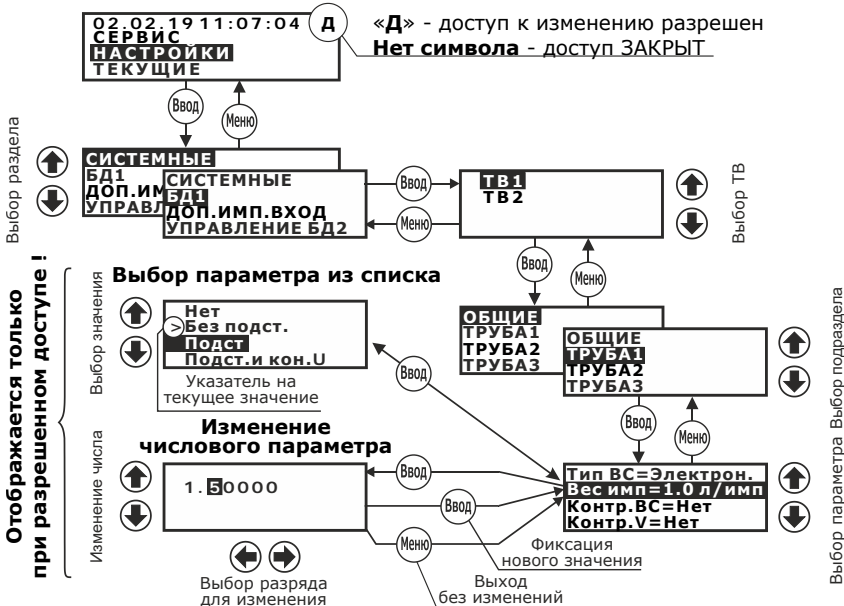 02.02.19 11:07:04
СЕРВИС
НАСТРОЙКИ
ТЕКУЩИЕ
Д
«Д» - доступ к изменению разрешен
Нет символа - доступ ЗАКРЫТ
Ввод
Меню
Выбор раздела
СИСТЕМНЫЕ
БД1
ДОП.ИМ
УПРАВЛ
СИСТЕМНЫЕ
БД1
ДОП.ИМП.ВХОД
УПРАВЛЕНИЕ БД2
Ввод
Меню
ТВ1
ТВ2
Выбор ТВ
Ввод
Меню
Отображается только
при разрешенном доступе !
Выбор параметра из списка
Выбор значения
Нет
> Без подст.
Подст
Подст.и кон.U
Указатель на
текущее значение
Ввод
ОБЩИЕ
ТРУБА1
ТРУБА2
ТРУБА3
ОБЩИЕ
ТРУБА1
ТРУБА2
ТРУБА3
Выбор подраздела
Ввод
Меню
Изменение
числового параметра
Изменение числа
1.50000
Ввод
Ввод
Меню
Тип ВС=Электрон.
Вес имп=1.0 л/имп
Контр.ВС=Нет
Контр.V=Нет
Выбор параметра
Фиксация
нового значения
Выбор разряда
для изменения
Выход
без изменений